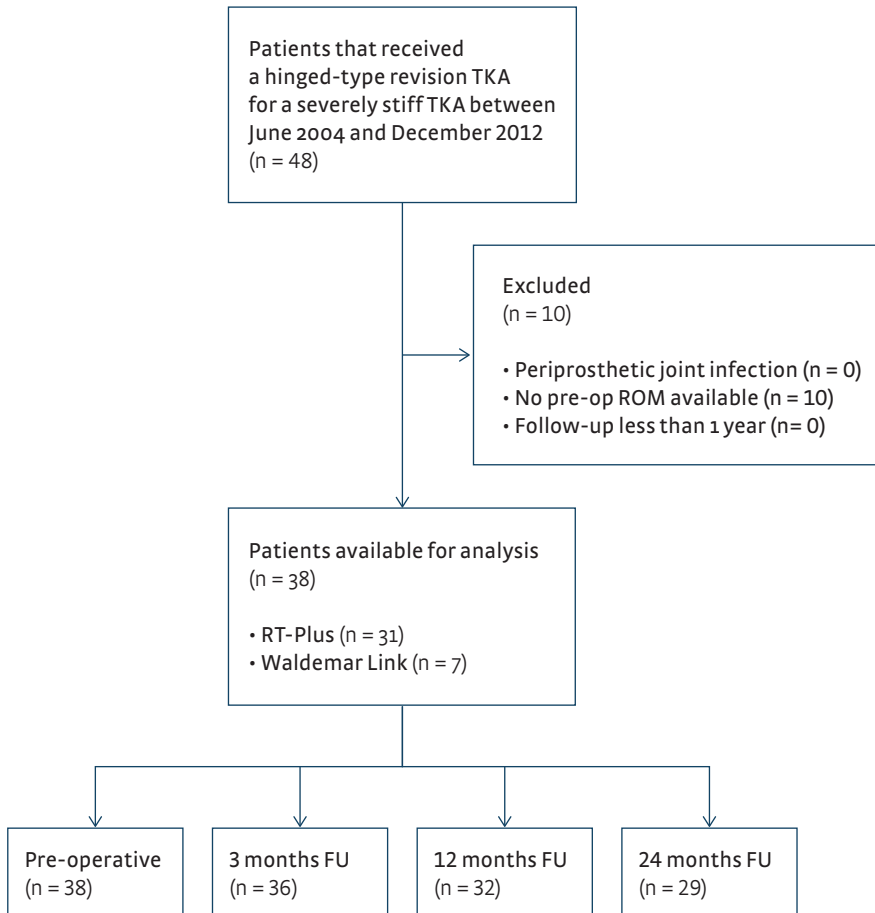 Patients that received
a hinged-type revision TKA
for a severely stiff TKA between
June 2004 and December 2012
(n = 48)
Excluded
(n = 10)
• Periprosthetic joint infection (n = 0)
• No pre-op ROM available (n = 10)
• Follow-up less than 1 year (n= 0)
Patients available for analysis
(n = 38)
• RT-Plus (n = 31)
• Waldemar Link (n = 7)
Pre-operative
(n = 38)
3 months FU
(n = 36)
12 months FU
(n = 32)
24 months FU
(n = 29)